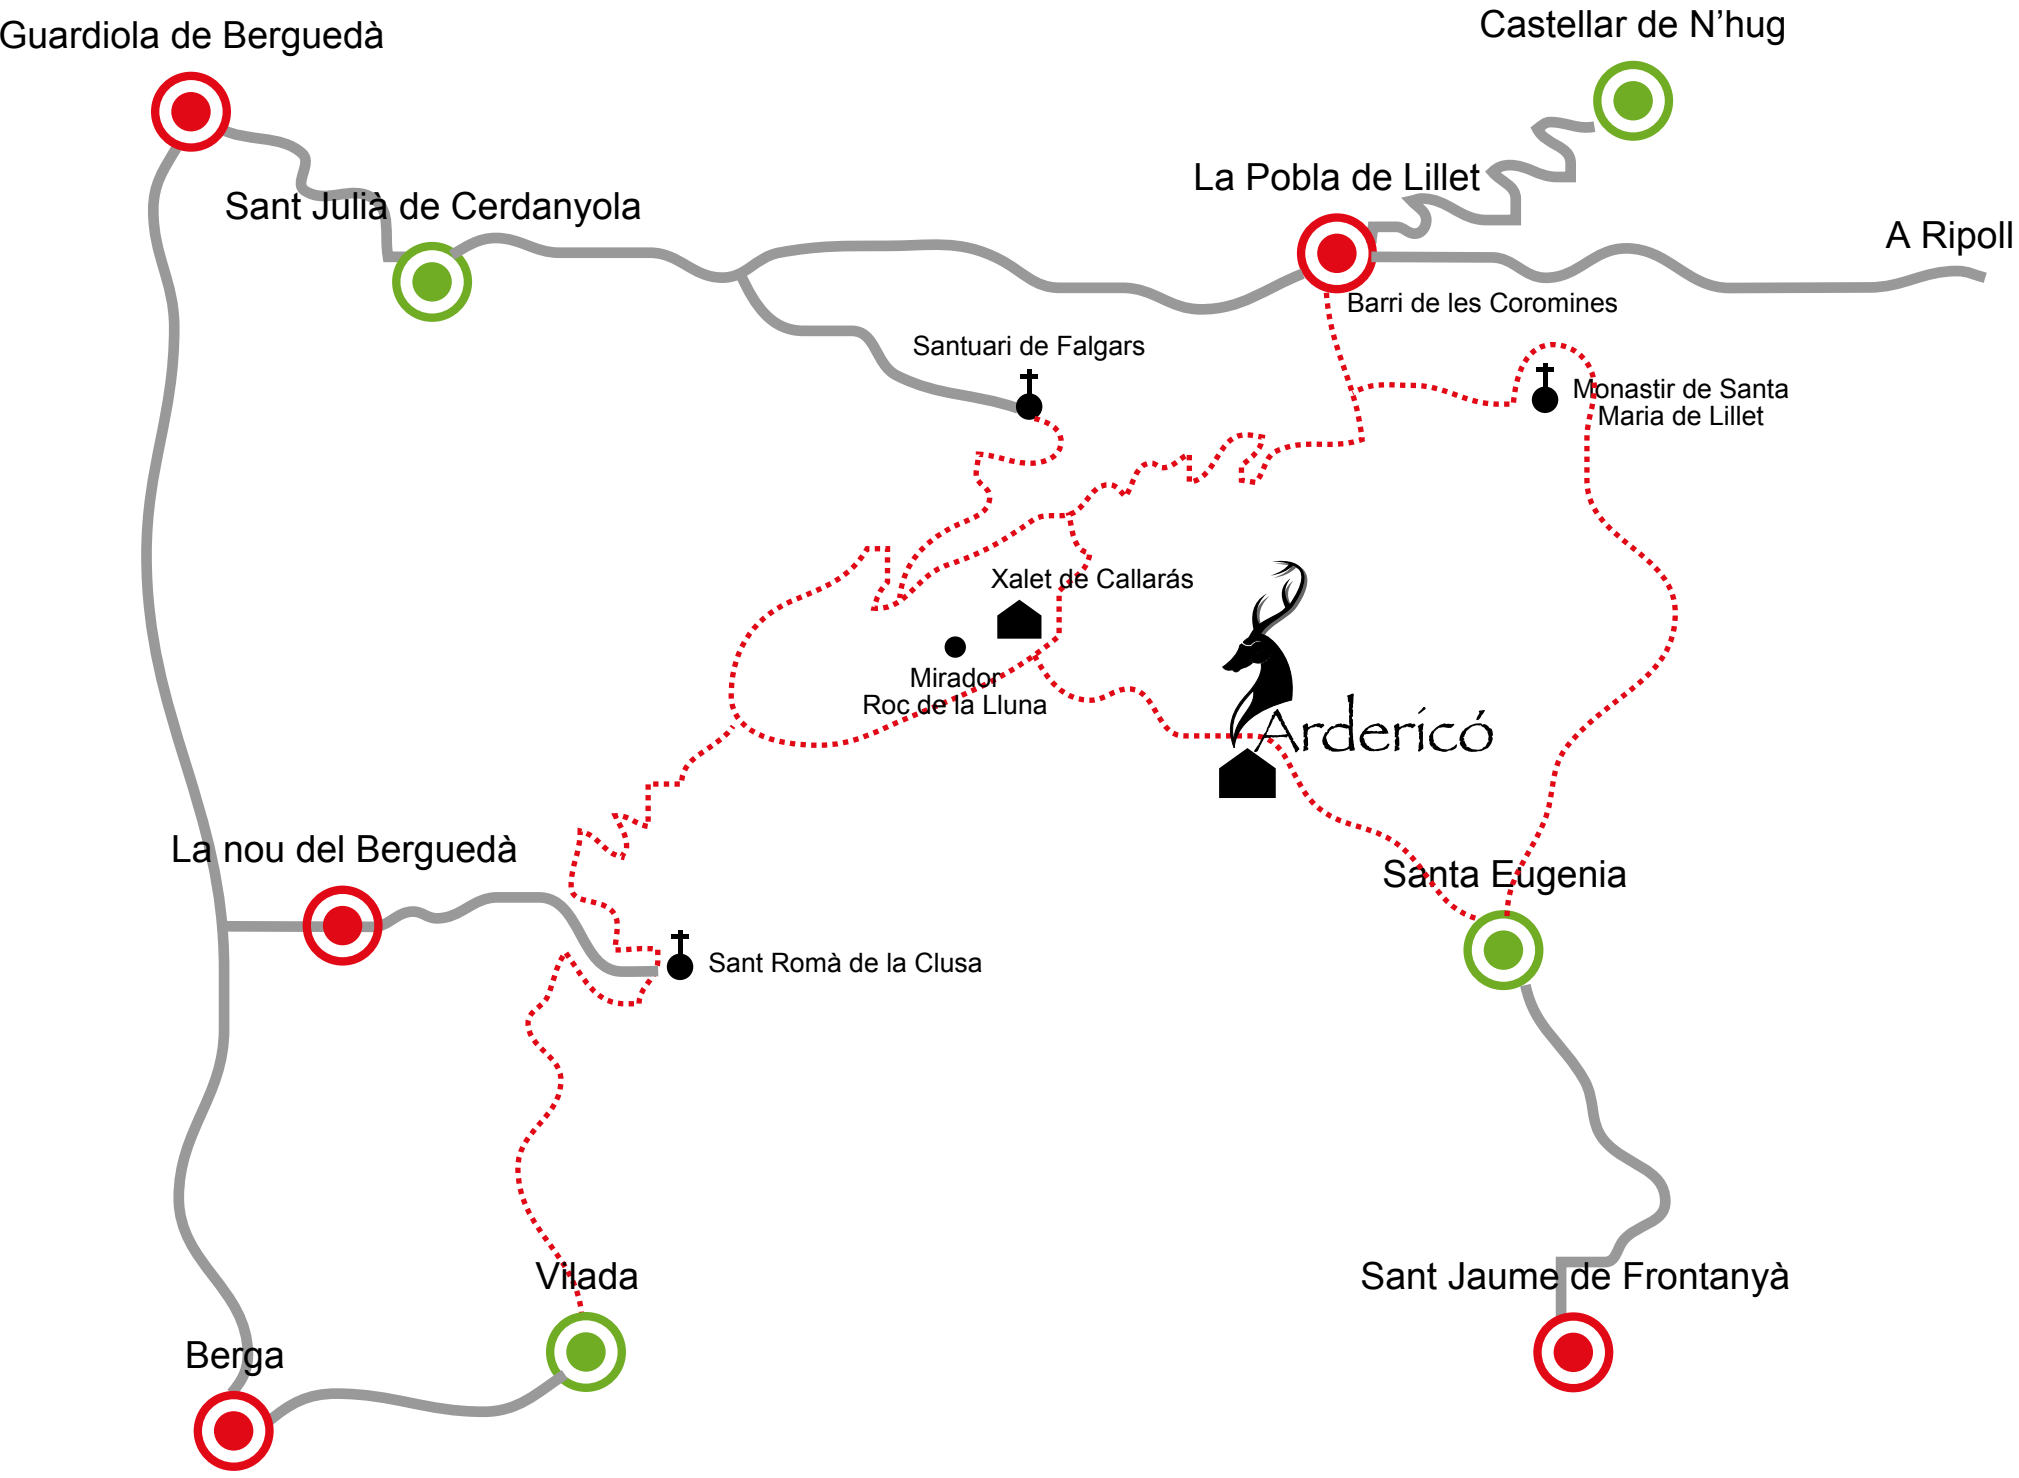 Castellar de N’hug
Guardiola de Berguedà
La Pobla de Lillet
Sant Julià de Cerdanyola
A Ripoll
Barri de les Coromines
Santuari de Falgars
Monastir de Santa
Maria de Lillet
Xalet de Callarás
Mirador
Roc de la Lluna
Ardericó
La nou del Berguedà
Santa Eugenia
Sant Romà de la Clusa
Vilada
Sant Jaume de Frontanyà
Berga